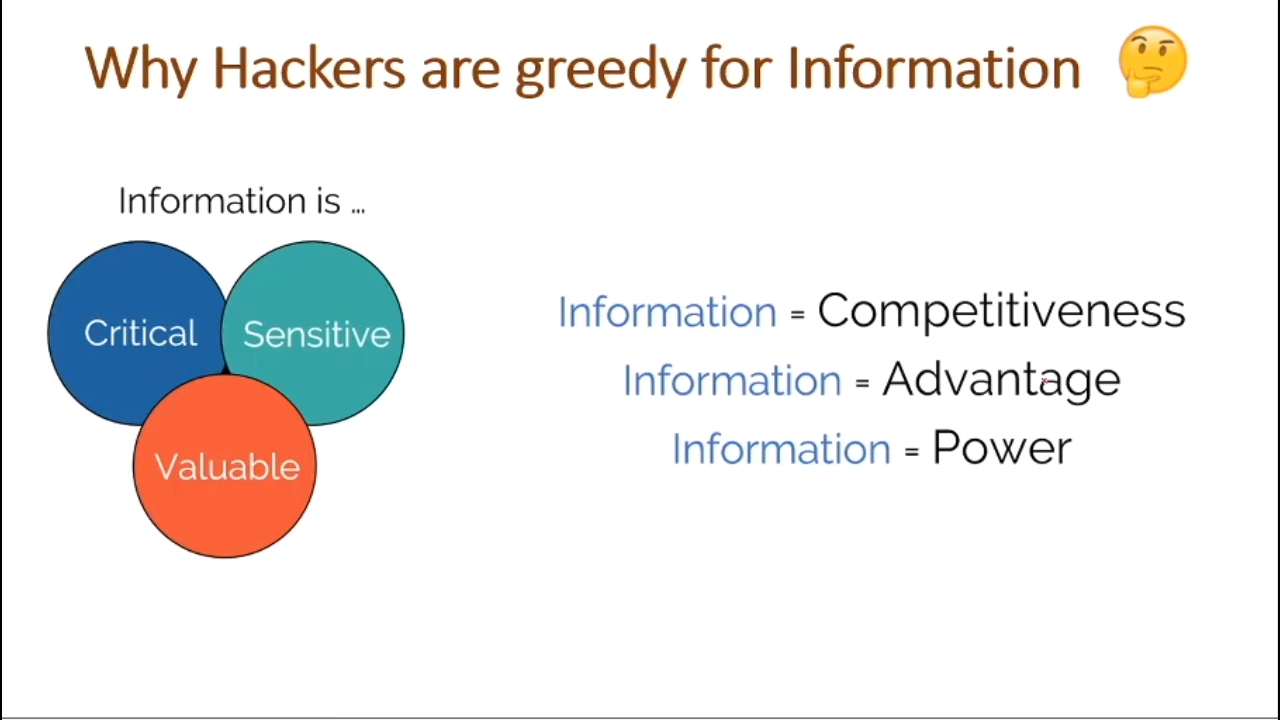 Why Hackers are greedy for Information 🤔
Information is ...
Critical
Sensitive
Valuable
Information = Competitiveness
Information = Advantage
Information = Power